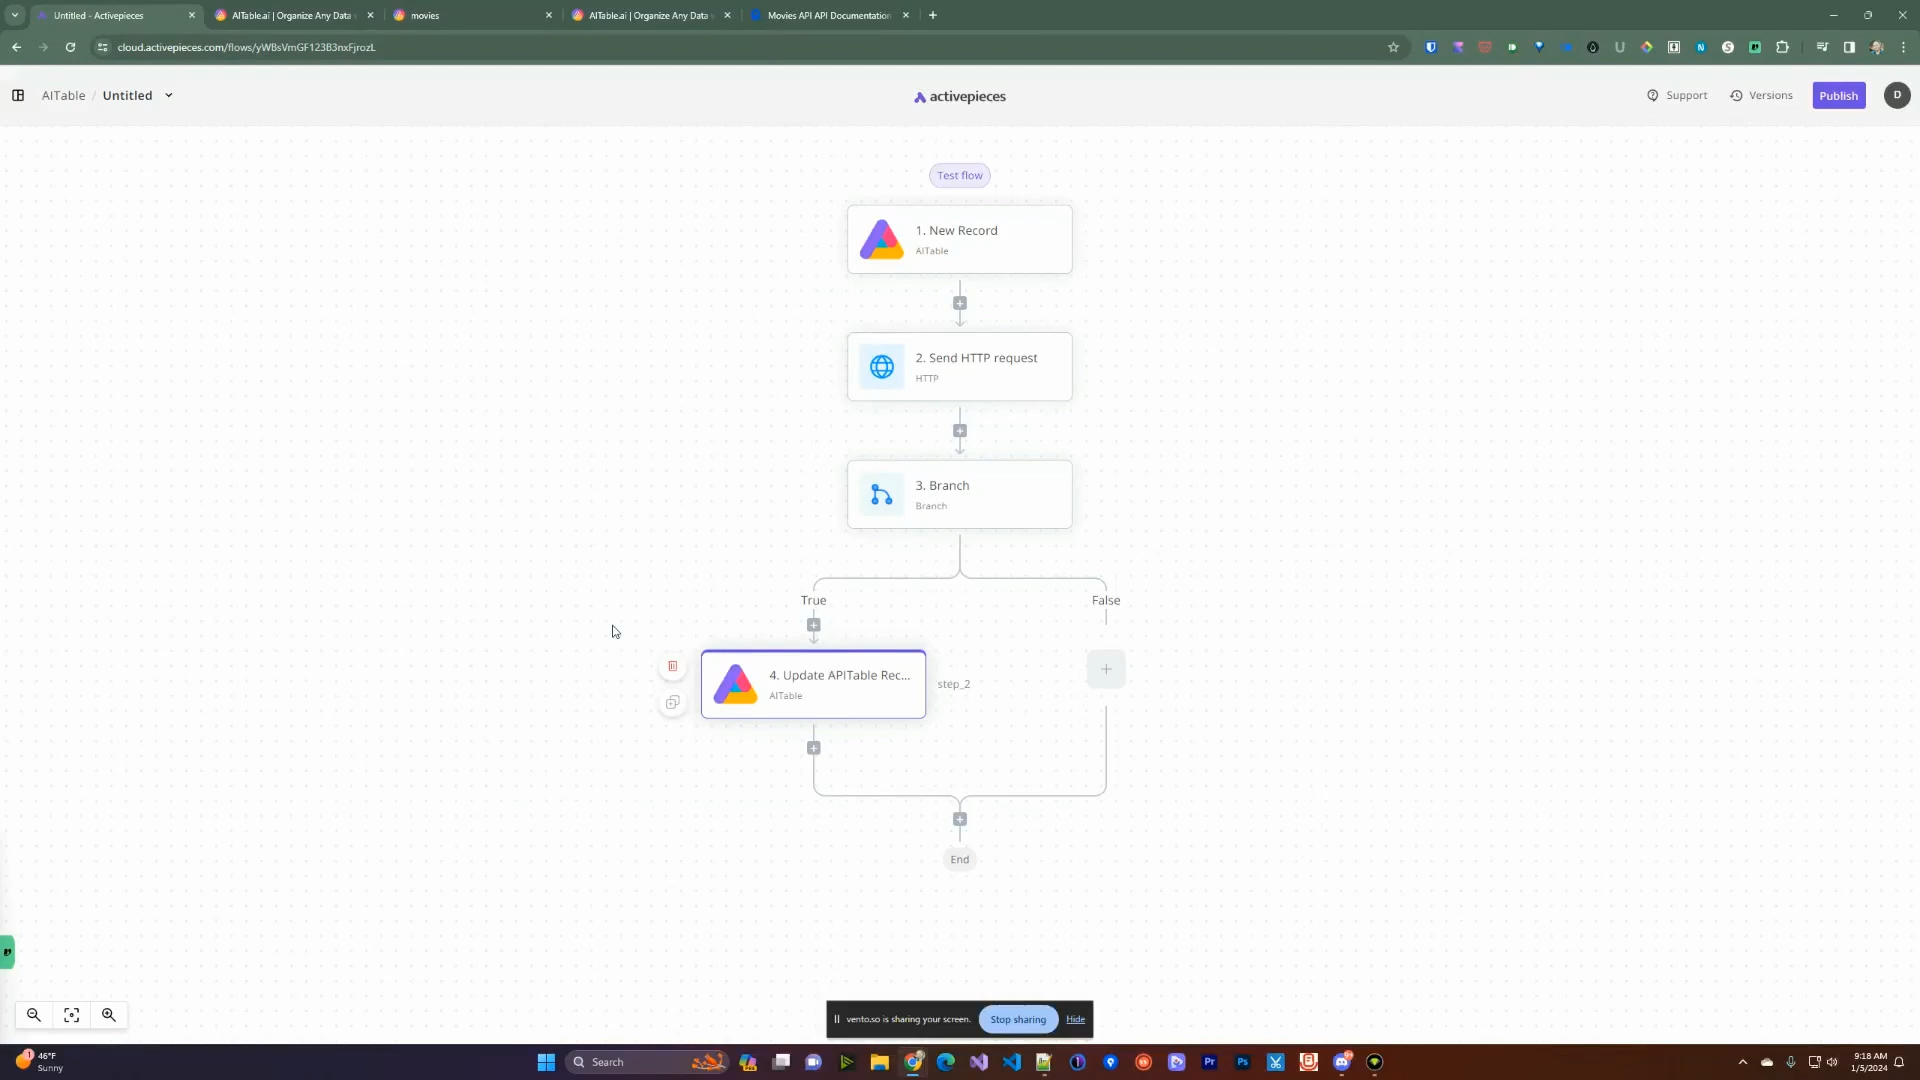 Untitled - Activepieces
AITable.ai | Organize Any Data
movies
AITable.ai | Organize Any Data
Movies API API Documentation
cloud.activepieces.com/flows/yWBsVmGF123B3nxFjrozL
AITable / Untitled
activepieces
Support
Versions
Publish
D
Test flow
1. New Record
AITable
2. Send HTTP request
HTTP
3. Branch
Branch
True
False
4. Update APITable Rec...
AITable
step_2
End
vento.so is sharing your screen.
Stop sharing
Hide
1
46°F
Sunny
Search
Pr
Ps
9:18 AM
1/5/2024